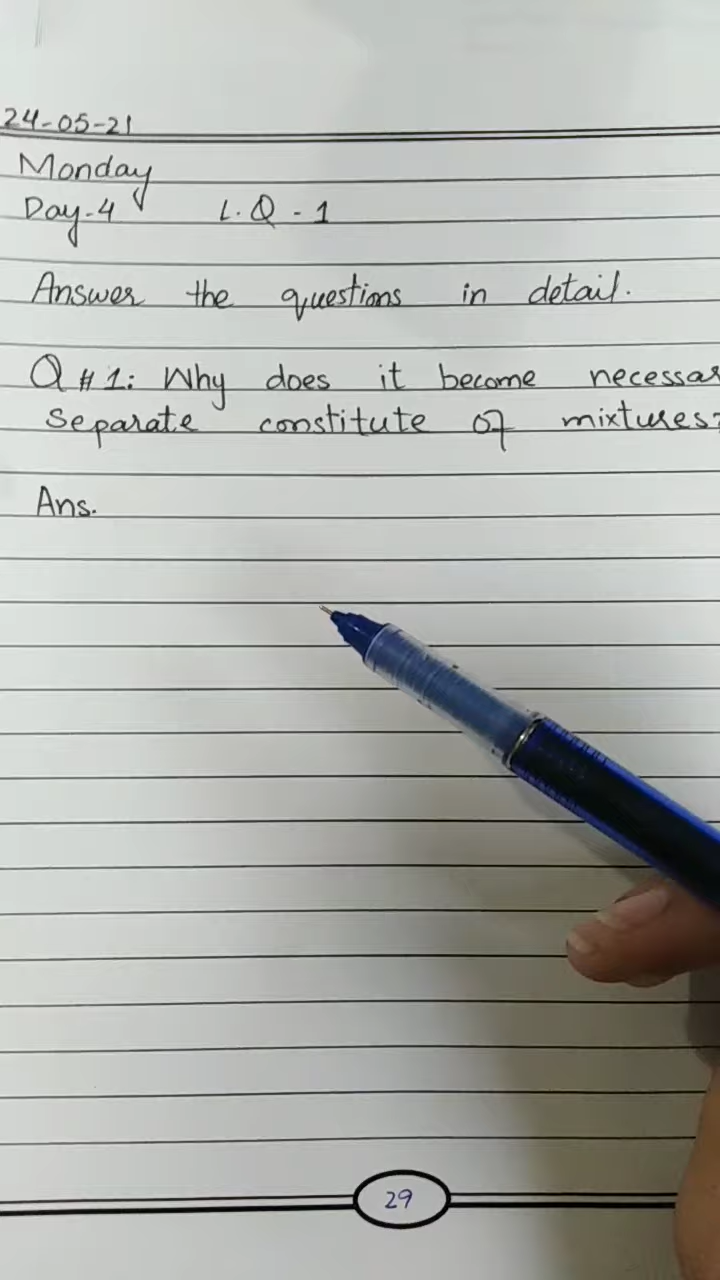 24-05-21
Monday
Day-4 L.Q - 1
Answer the questions in detail.
Q # 1: Why does it become necessar
separate constitute of mixtures?
Ans.
29